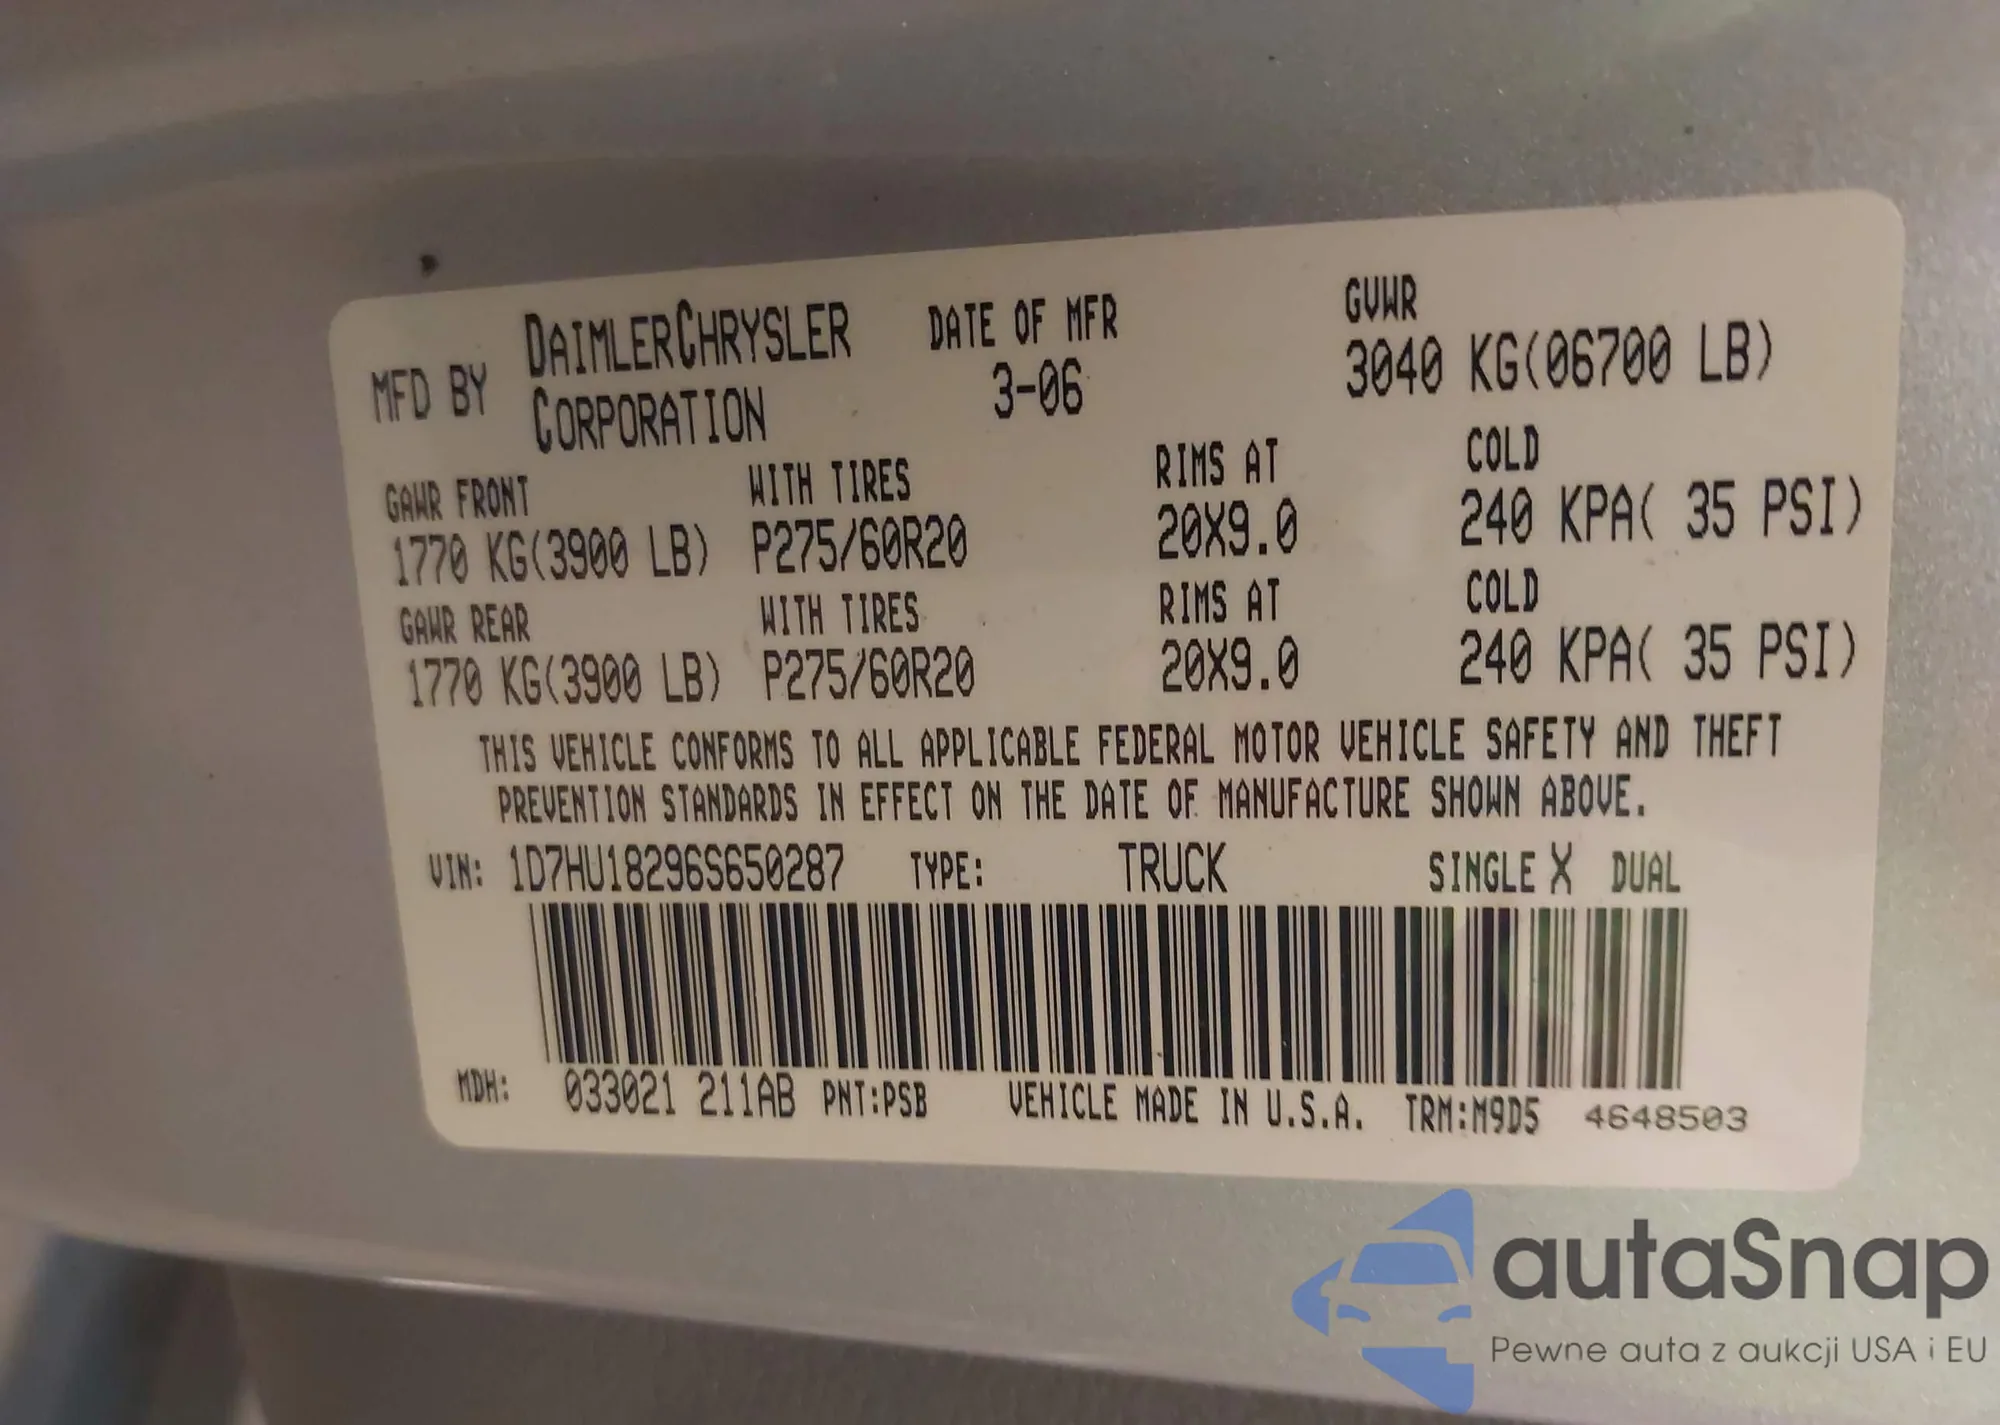 MFD BY DAIMLERCHRYSLER CORPORATION DATE OF MFR 3-06 GVWR 3040 KG(06700 LB)
GAWR FRONT WITH TIRES RIMS AT COLD
1770 KG(3900 LB) P275/60R20 20X9.0 240 KPA( 35 PSI)
GAWR REAR WITH TIRES RIMS AT COLD
1770 KG(3900 LB) P275/60R20 20X9.0 240 KPA( 35 PSI)
THIS VEHICLE CONFORMS TO ALL APPLICABLE FEDERAL MOTOR VEHICLE SAFETY AND THEFT
PREVENTION STANDARDS IN EFFECT ON THE DATE OF MANUFACTURE SHOWN ABOVE.
VIN: 1D7HU18296S650287 TYPE: TRUCK SINGLE X DUAL
MDH: 033021 211AB PNT:PSB VEHICLE MADE IN U.S.A. TRM:M9D5 4648503
autaSnap
Pewne auta z aukcji USA i EU